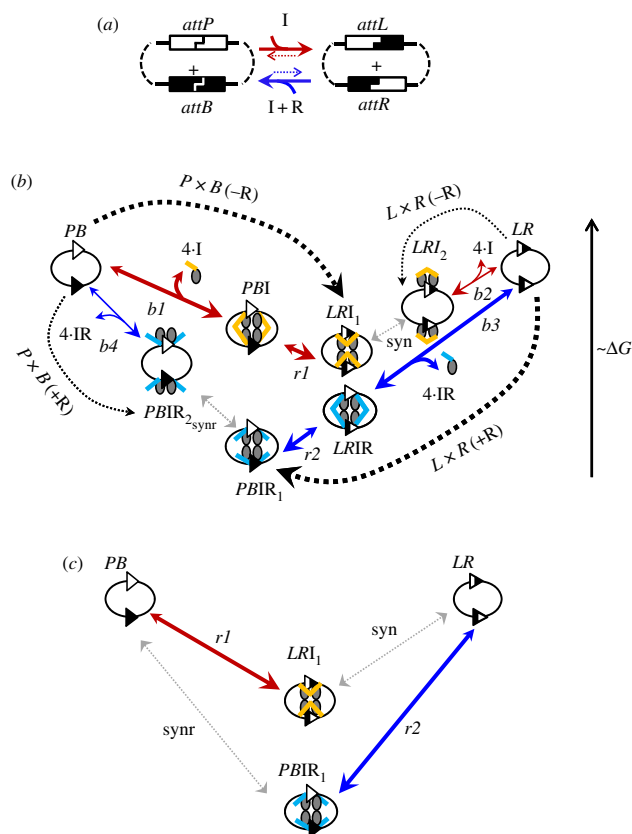 (a)
attP
I
attL
+
+
attB
I + R
attR
(b)
P × B (–R)
L × R (–R)
PB
4·I
LRI2
4·I
LR
PBI
LRI1
b1
b2
b3
syn
4·IR
b4
r1
P × B (+R)
4·IR
~ΔG
PBIR2synr
LRIR
r2
L × R (+R)
PBIR1
(c)
PB
LR
r1
syn
LRI1
synr
r2
PBIR1